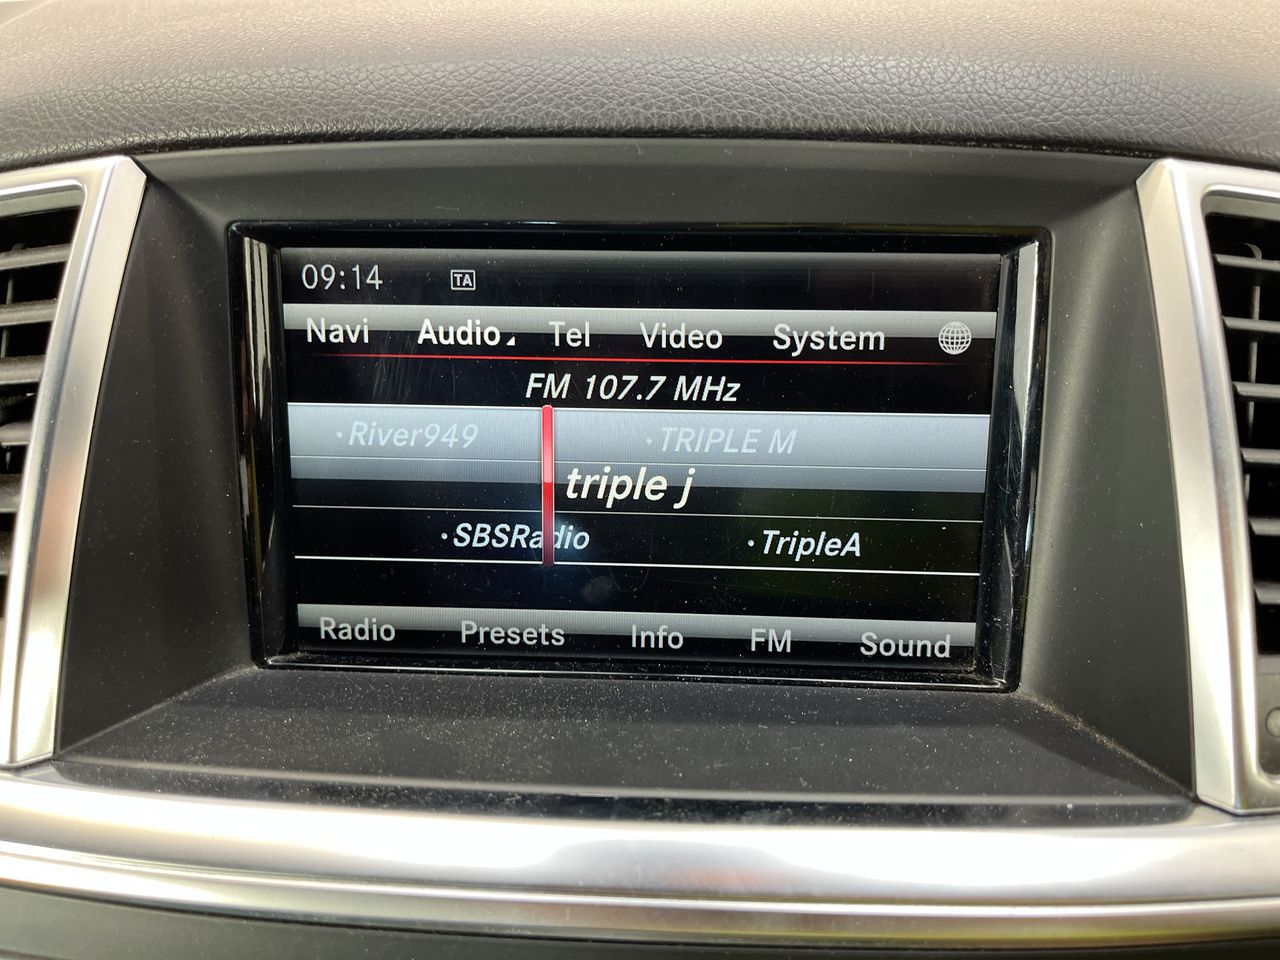 09:14 TA
Navi Audio Tel Video System
FM 107.7 MHz
·River949 ·TRIPLE M
triple j
·SBSRadio ·TripleA
Radio Presets Info FM Sound